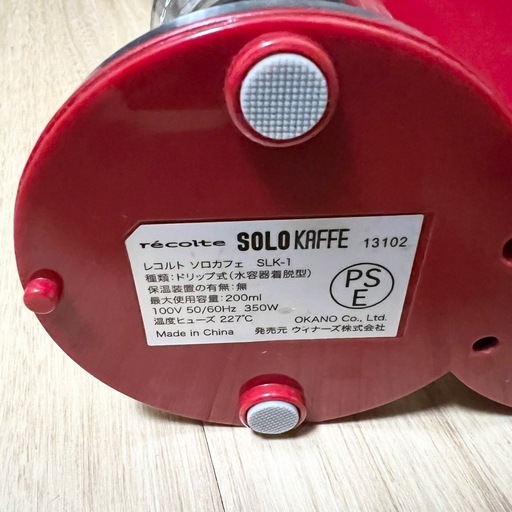 récolte SOLO KAFFE 13102
レコルト ソロカフェ SLK-1
種類:ドリップ式(水容器着脱型)
保温装置の有無:無
最大使用容量:200ml
100V 50/60Hz 350W
温度ヒューズ 227℃ OKANO Co., Ltd.
Made in China 発売元 ウィナーズ株式会社
PS
E